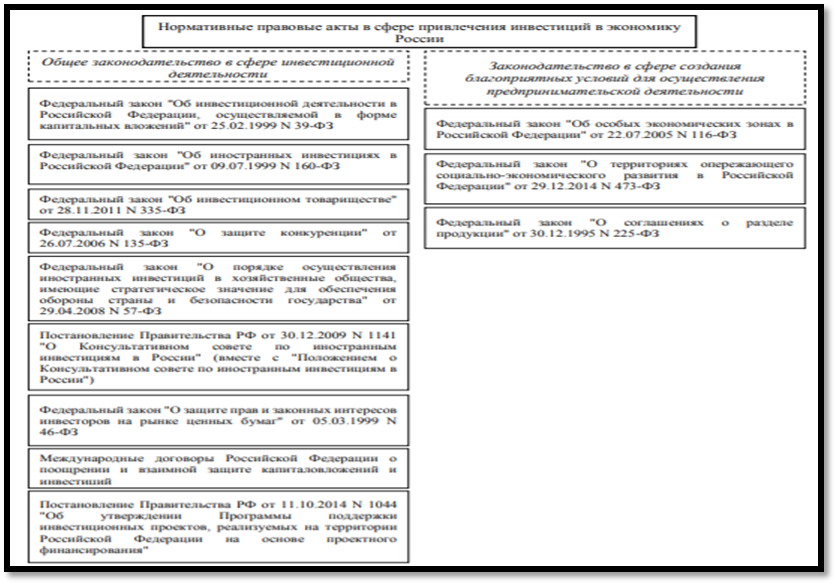 Нормативные правовые акты в сфере привлечения инвестиций в экономику
России
Общее законодательство в сфере инвестиционной
деятельности
Федеральный закон "Об инвестиционной деятельности в
Российской Федерации, осуществляемой в форме
капитальных вложений" от 25.02.1999 N 39-ФЗ
Федеральный закон "Об иностранных инвестициях в
Российской Федерации" от 09.07.1999 N 160-ФЗ
Федеральный закон "Об инвестиционном товариществе"
от 28.11.2011 N 335-ФЗ
Федеральный закон "О защите конкуренции" от
26.07.2006 N 135-ФЗ
Федеральный закон "О порядке осуществления
иностранных инвестиций в хозяйственные общества,
имеющие стратегическое значение для обеспечения
обороны страны и безопасности государства" от
29.04.2008 N 57-ФЗ
Постановление Правительства РФ от 30.12.2009 N 1141
"О Консультативном совете по иностранным
инвестициям в России" (вместе с "Положением о
Консультативном совете по иностранным инвестициям в
России")
Федеральный закон "О защите прав и законных интересов
инвесторов на рынке ценных бумаг" от 05.03.1999 N
46-ФЗ
Международные договоры Российской Федерации о
поощрении и взаимной защите капиталовложений и
инвестиций
Постановление Правительства РФ от 11.10.2014 N 1044
"Об утверждении Программы поддержки
инвестиционных проектов, реализуемых на территории
Российской Федерации на основе проектного
финансирования"
Законодательство в сфере создания
благоприятных условий для осуществления
предпринимательской деятельности
Федеральный закон "Об особых экономических зонах в
Российской Федерации" от 22.07.2005 N 116-ФЗ
Федеральный закон "О территориях опережающего
социально-экономического развития в Российской
Федерации" от 29.12.2014 N 473-ФЗ
Федеральный закон "О соглашениях о разделе
продукции" от 30.12.1995 N 225-ФЗ